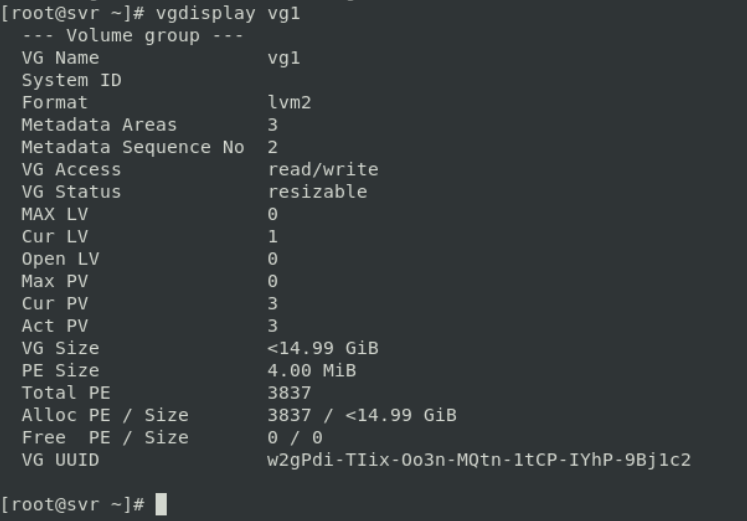 [root@svr ~]# vgdisplay vg1
--- Volume group ---
VG Name vg1
System ID
Format lvm2
Metadata Areas 3
Metadata Sequence No 2
VG Access read/write
VG Status resizable
MAX LV 0
Cur LV 1
Open LV 0
Max PV 0
Cur PV 3
Act PV 3
VG Size <14.99 GiB
PE Size 4.00 MiB
Total PE 3837
Alloc PE / Size 3837 / <14.99 GiB
Free  PE / Size 0 / 0
VG UUID w2gPdi-TIix-Oo3n-MQtn-1tCP-IYhP-9Bj1c2
[root@svr ~]#